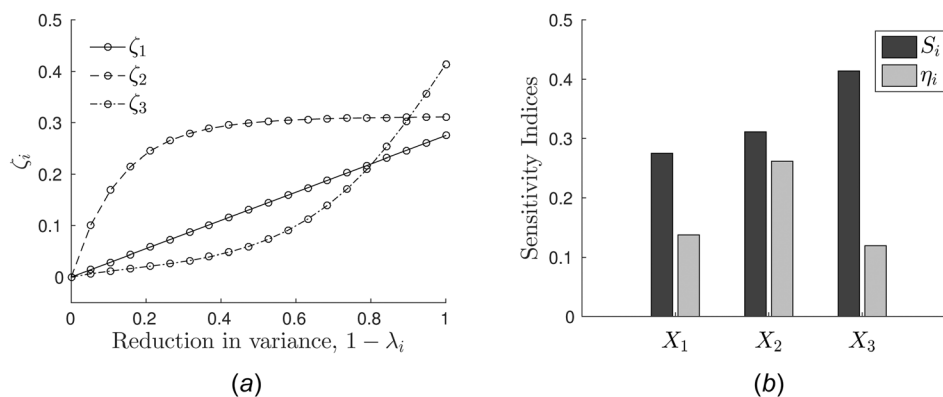 ζ₁
ζ₂
ζ₃
0.5
0.4
0.3
0.2
0.1
0
ζᵢ
0 0.2 0.4 0.6 0.8 1
Reduction in variance, 1 − λᵢ
(a)
Sᵢ
ηᵢ
0.5
0.4
0.3
0.2
0.1
0
Sensitivity Indices
X₁ X₂ X₃
(b)